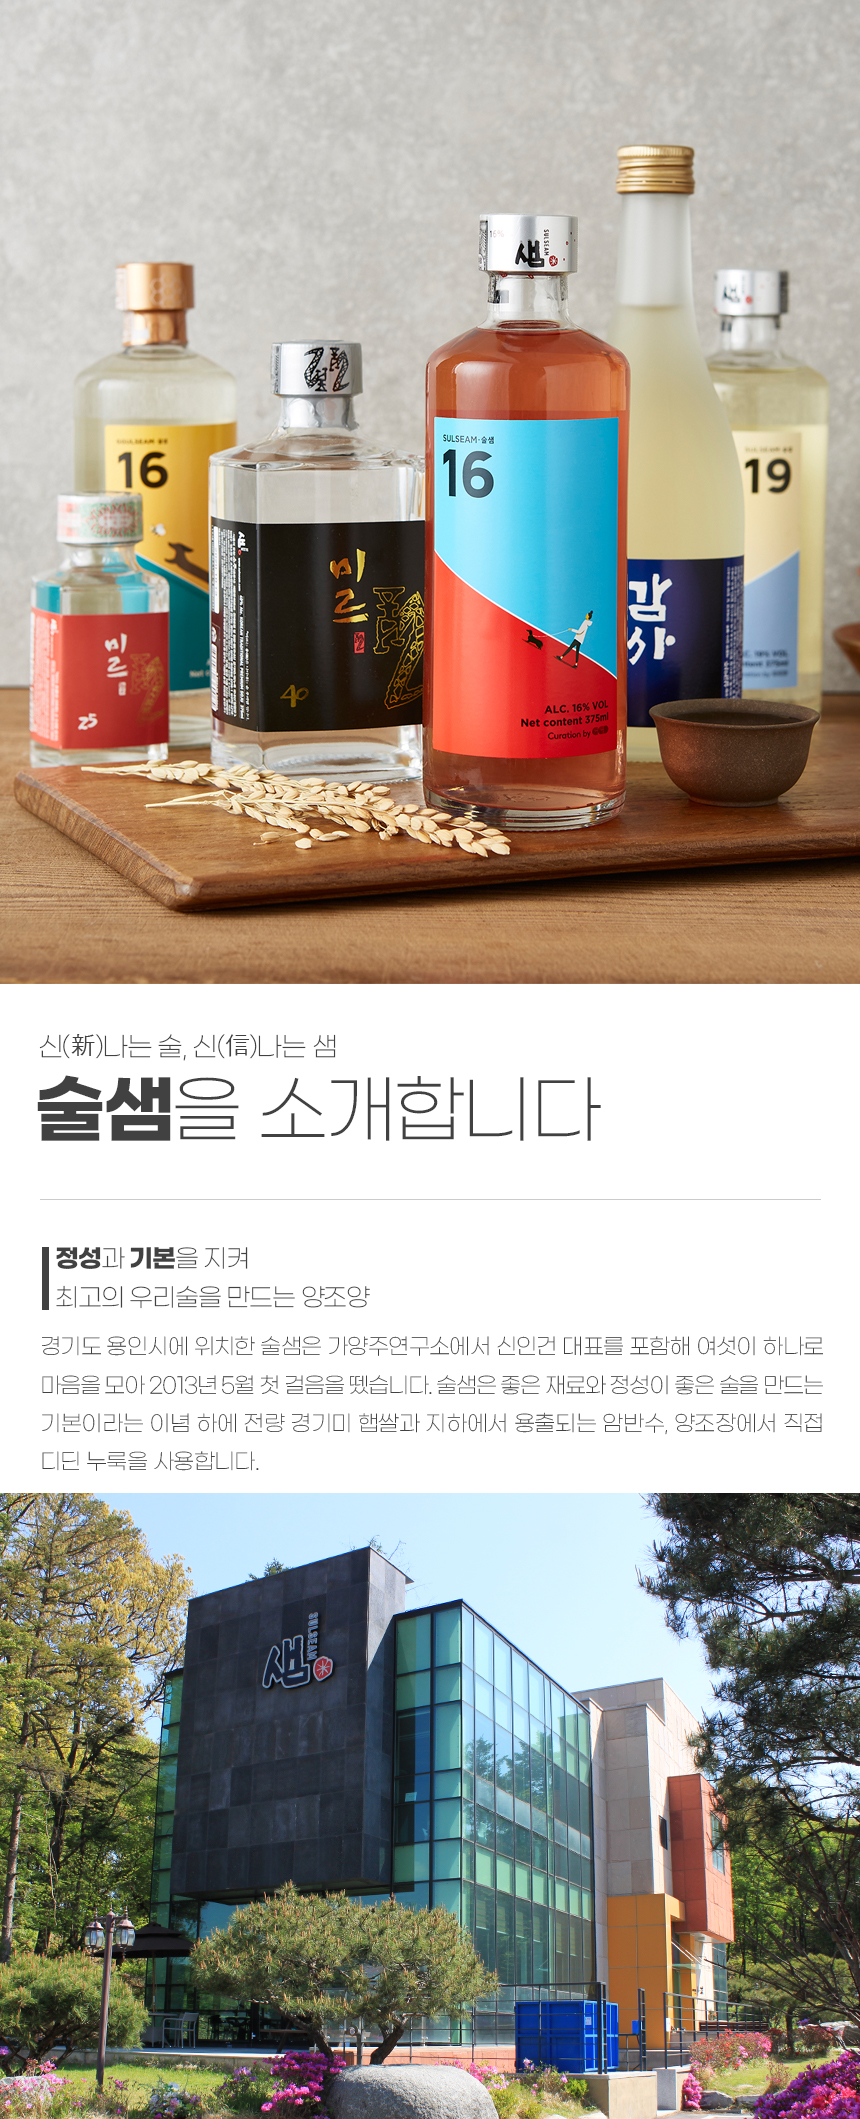 샘
SULSEAM
16%
샘
SULSEAM·술샘
16
SULSEAM·술샘
16
ALC. 16% VOL
Net content 375ml
Curation by
미르
40
미르
25
감사
19
신(新)나는 술, 신(信)나는 샘
술샘을 소개합니다
정성과 기본을 지켜
최고의 우리술을 만드는 양조양
경기도 용인시에 위치한 술샘은 가양주연구소에서 신인건 대표를 포함해 여섯이 하나로
마음을 모아 2013년 5월 첫 걸음을 뗐습니다. 술샘은 좋은 재료와 정성이 좋은 술을 만드는
기본이라는 이념 하에 전량 경기미 햅쌀과 지하에서 용출되는 암반수, 양조장에서 직접
디딘 누룩을 사용합니다.
샘
SULSEAM